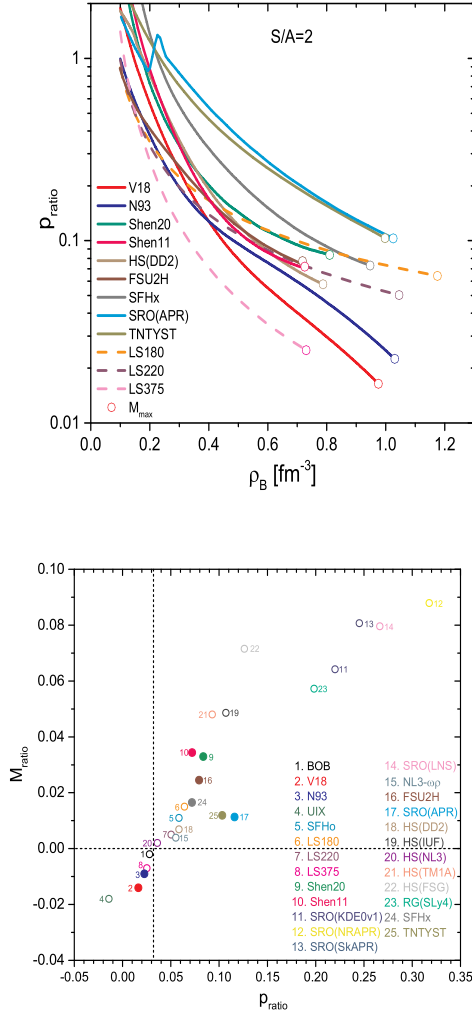 S/A=2
1
0.1
0.01
p_ratio
V18
N93
Shen20
Shen11
HS(DD2)
FSU2H
SFHx
SRO(APR)
TNTYST
LS180
LS220
LS375
M_max
0.0 0.2 0.4 0.6 0.8 1.0 1.2
ρ_B [fm⁻³]
0.10
0.08
0.06
0.04
0.02
0.00
-0.02
-0.04
M_ratio
12
13
14
22
11
23
21
19
10
9
16
24
6
5
18
25
17
7
15
20
1
8
3
2
4
1. BOB
2. V18
3. N93
4. UIX
5. SFHo
6. LS180
7. LS220
8. LS375
9. Shen20
10. Shen11
11. SRO(KDE0v1)
12. SRO(NRAPR)
13. SRO(SkAPR)
14. SRO(LNS)
15. NL3-ωρ
16. FSU2H
17. SRO(APR)
18. HS(DD2)
19. HS(IUF)
20. HS(NL3)
21. HS(TM1A)
22. HS(FSG)
23. RG(SLy4)
24. SFHx
25. TNTYST
-0.05 0.00 0.05 0.10 0.15 0.20 0.25 0.30 0.35
p_ratio